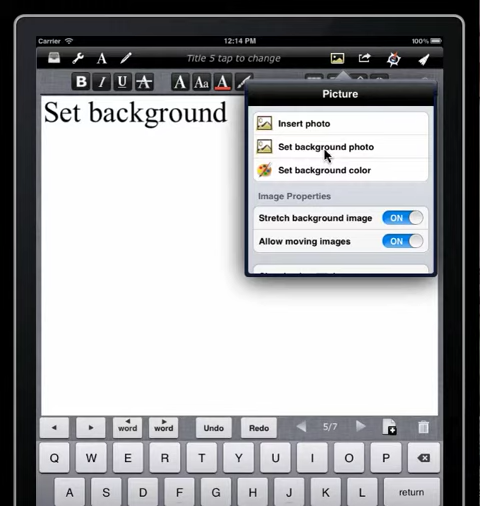 Carrier 12:14 PM 100%
A Title 5 tap to change
B I U A A Aa A
Set background
Picture
Insert photo
Set background photo
Set background color
Image Properties
Stretch background image ON
Allow moving images ON
word word Undo Redo 5/7
Q W E R T Y U I O P
A S D F G H J K L return